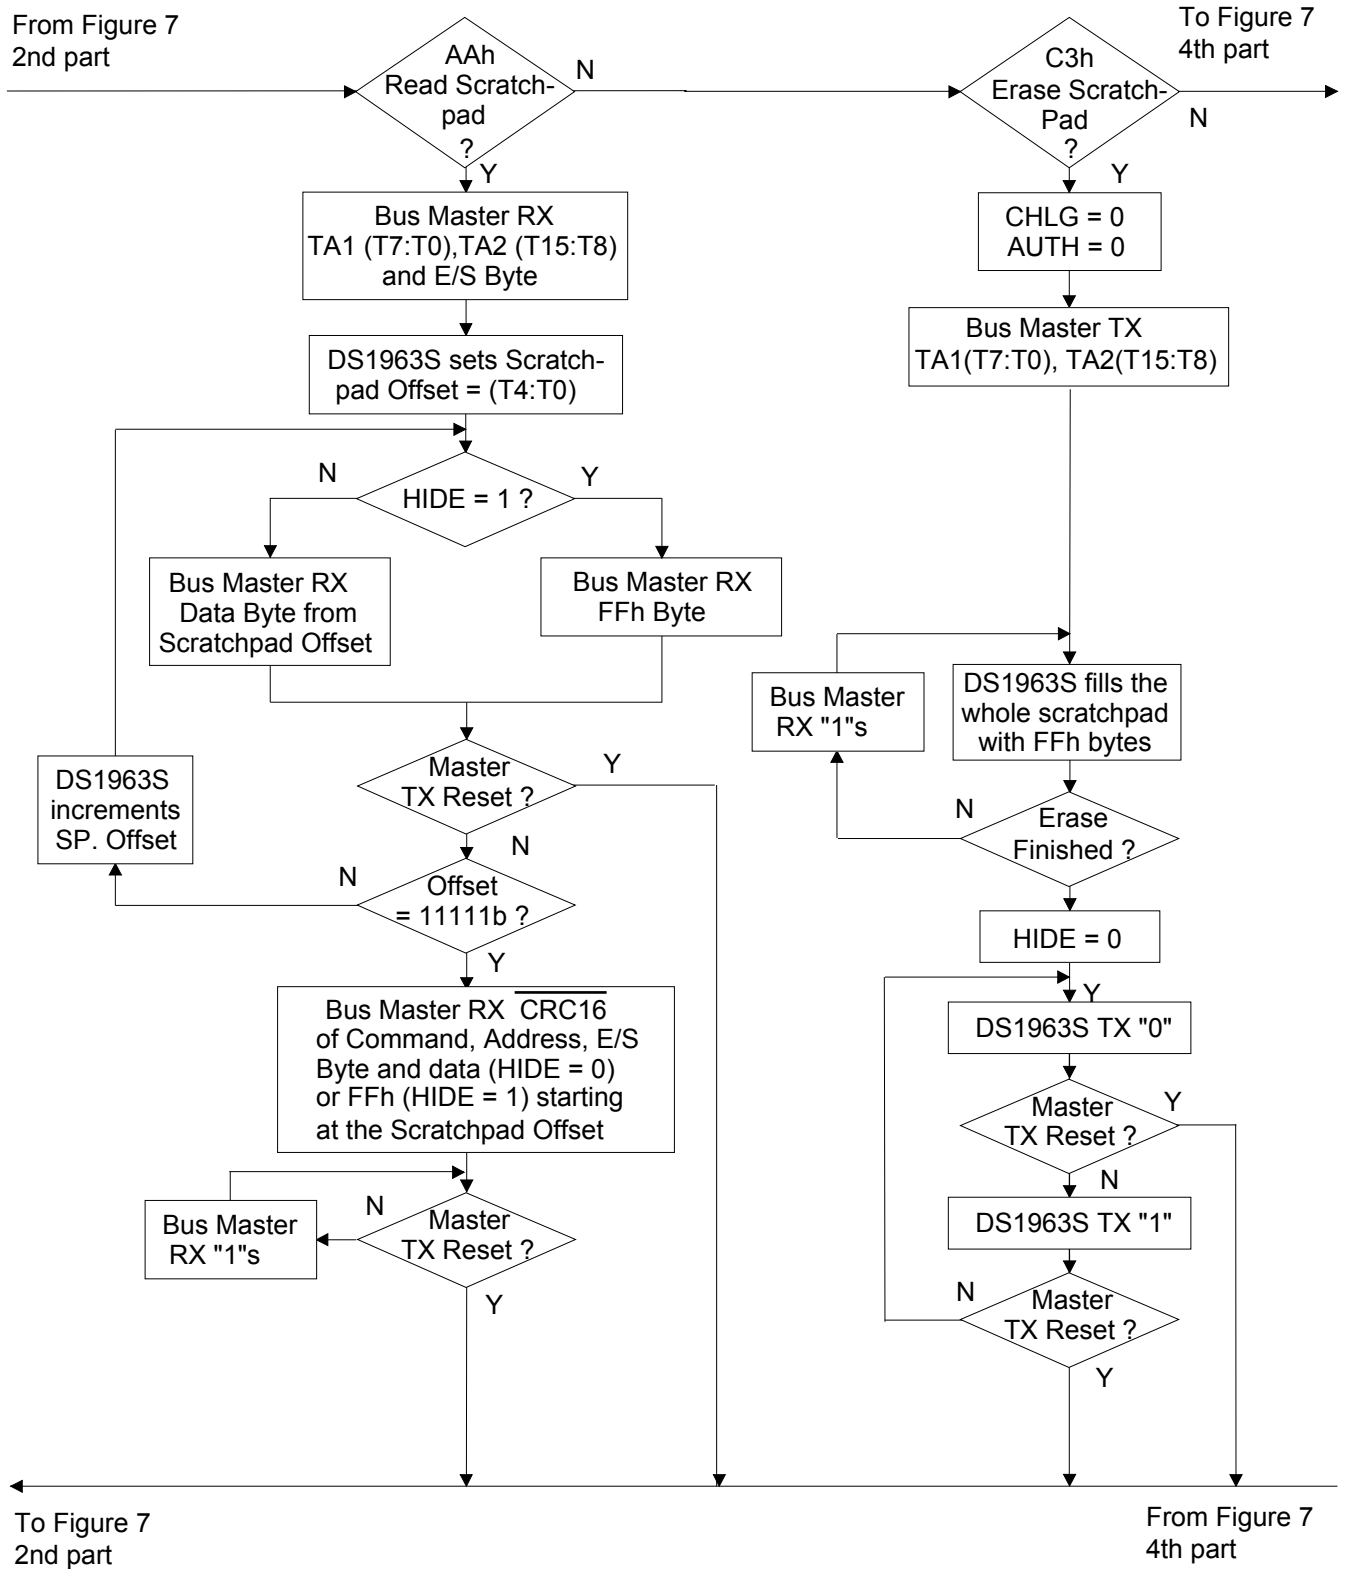 From Figure 7
2nd part
AAh
Read Scratch-
pad
?
N
Y
Bus Master RX
TA1 (T7:T0),TA2 (T15:T8)
and E/S Byte
DS1963S sets Scratch-
pad Offset = (T4:T0)
N
HIDE = 1 ?
Y
Bus Master RX
Data Byte from
Scratchpad Offset
Bus Master RX
FFh Byte
Master
TX Reset ?
Y
N
DS1963S
increments
SP. Offset
N
Offset
= 11111b ?
Y
Bus Master RX CRC16
of Command, Address, E/S
Byte and data (HIDE = 0)
or FFh (HIDE = 1) starting
at the Scratchpad Offset
Bus Master
RX "1"s
N
Master
TX Reset ?
Y
To Figure 7
2nd part
To Figure 7
4th part
C3h
Erase Scratch-
Pad
?
N
Y
CHLG = 0
AUTH = 0
Bus Master TX
TA1(T7:T0), TA2(T15:T8)
Bus Master
RX "1"s
DS1963S fills the
whole scratchpad
with FFh bytes
N
Erase
Finished ?
HIDE = 0
Y
DS1963S TX "0"
Master
TX Reset ?
Y
N
DS1963S TX "1"
N
Master
TX Reset ?
Y
From Figure 7
4th part